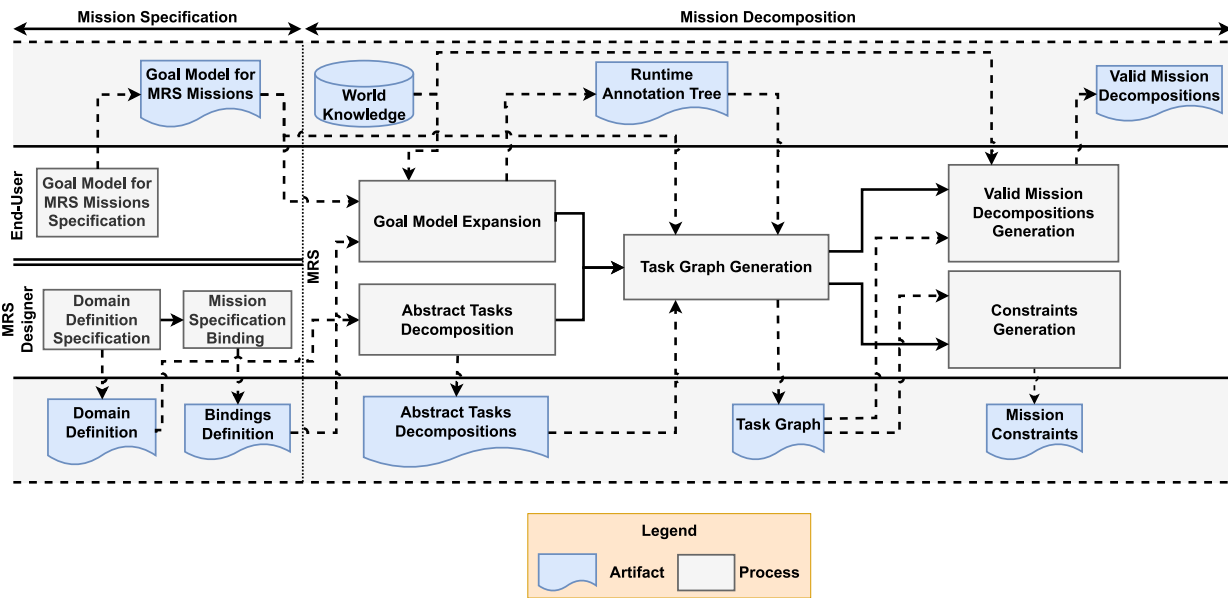 Mission Specification
Mission Decomposition
Goal Model for
MRS Missions
World
Knowledge
Runtime
Annotation Tree
Valid Mission
Decompositions
End-User
Goal Model for
MRS Missions
Specification
MRS
Goal Model Expansion
Task Graph Generation
Valid Mission
Decompositions
Generation
MRS
Designer
Domain
Definition
Specification
Mission
Specification
Binding
Abstract Tasks
Decomposition
Constraints
Generation
Domain
Definition
Bindings
Definition
Abstract Tasks
Decompositions
Task Graph
Mission
Constraints
Legend
Artifact
Process